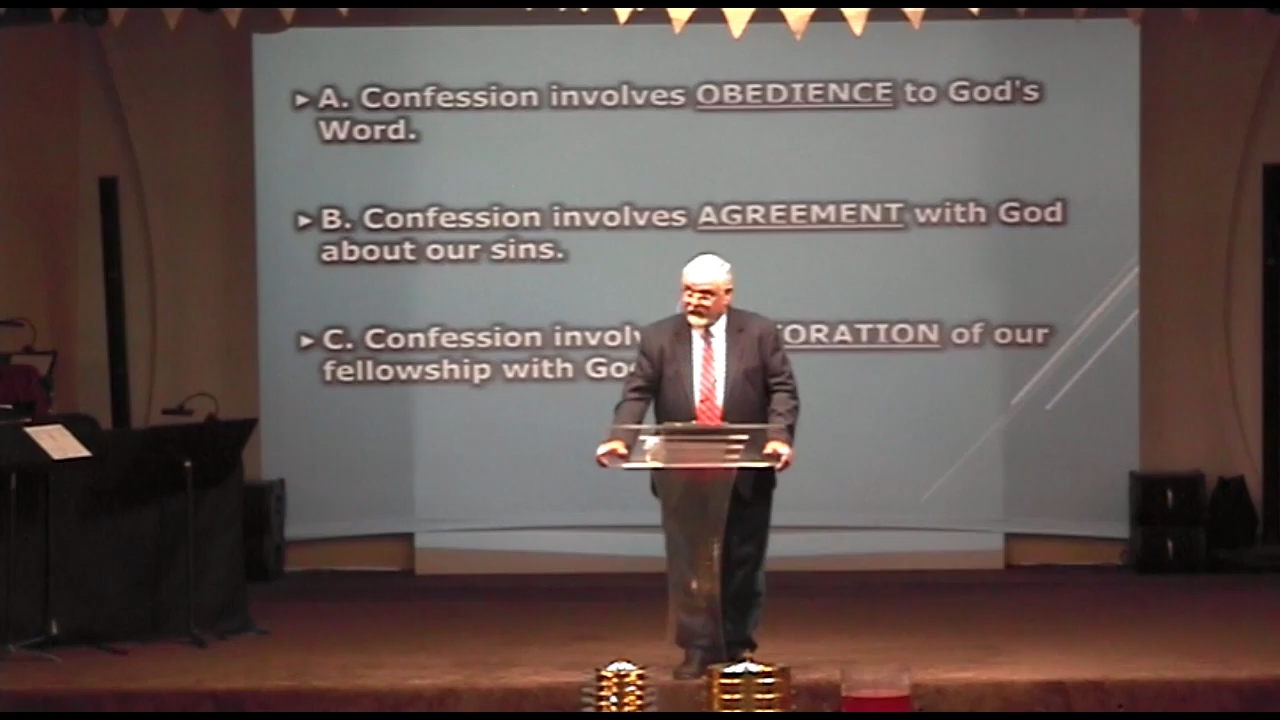 ▸ A. Confession involves OBEDIENCE to God's
Word.
▸ B. Confession involves AGREEMENT with God
about our sins.
▸ C. Confession of our
fellowship with